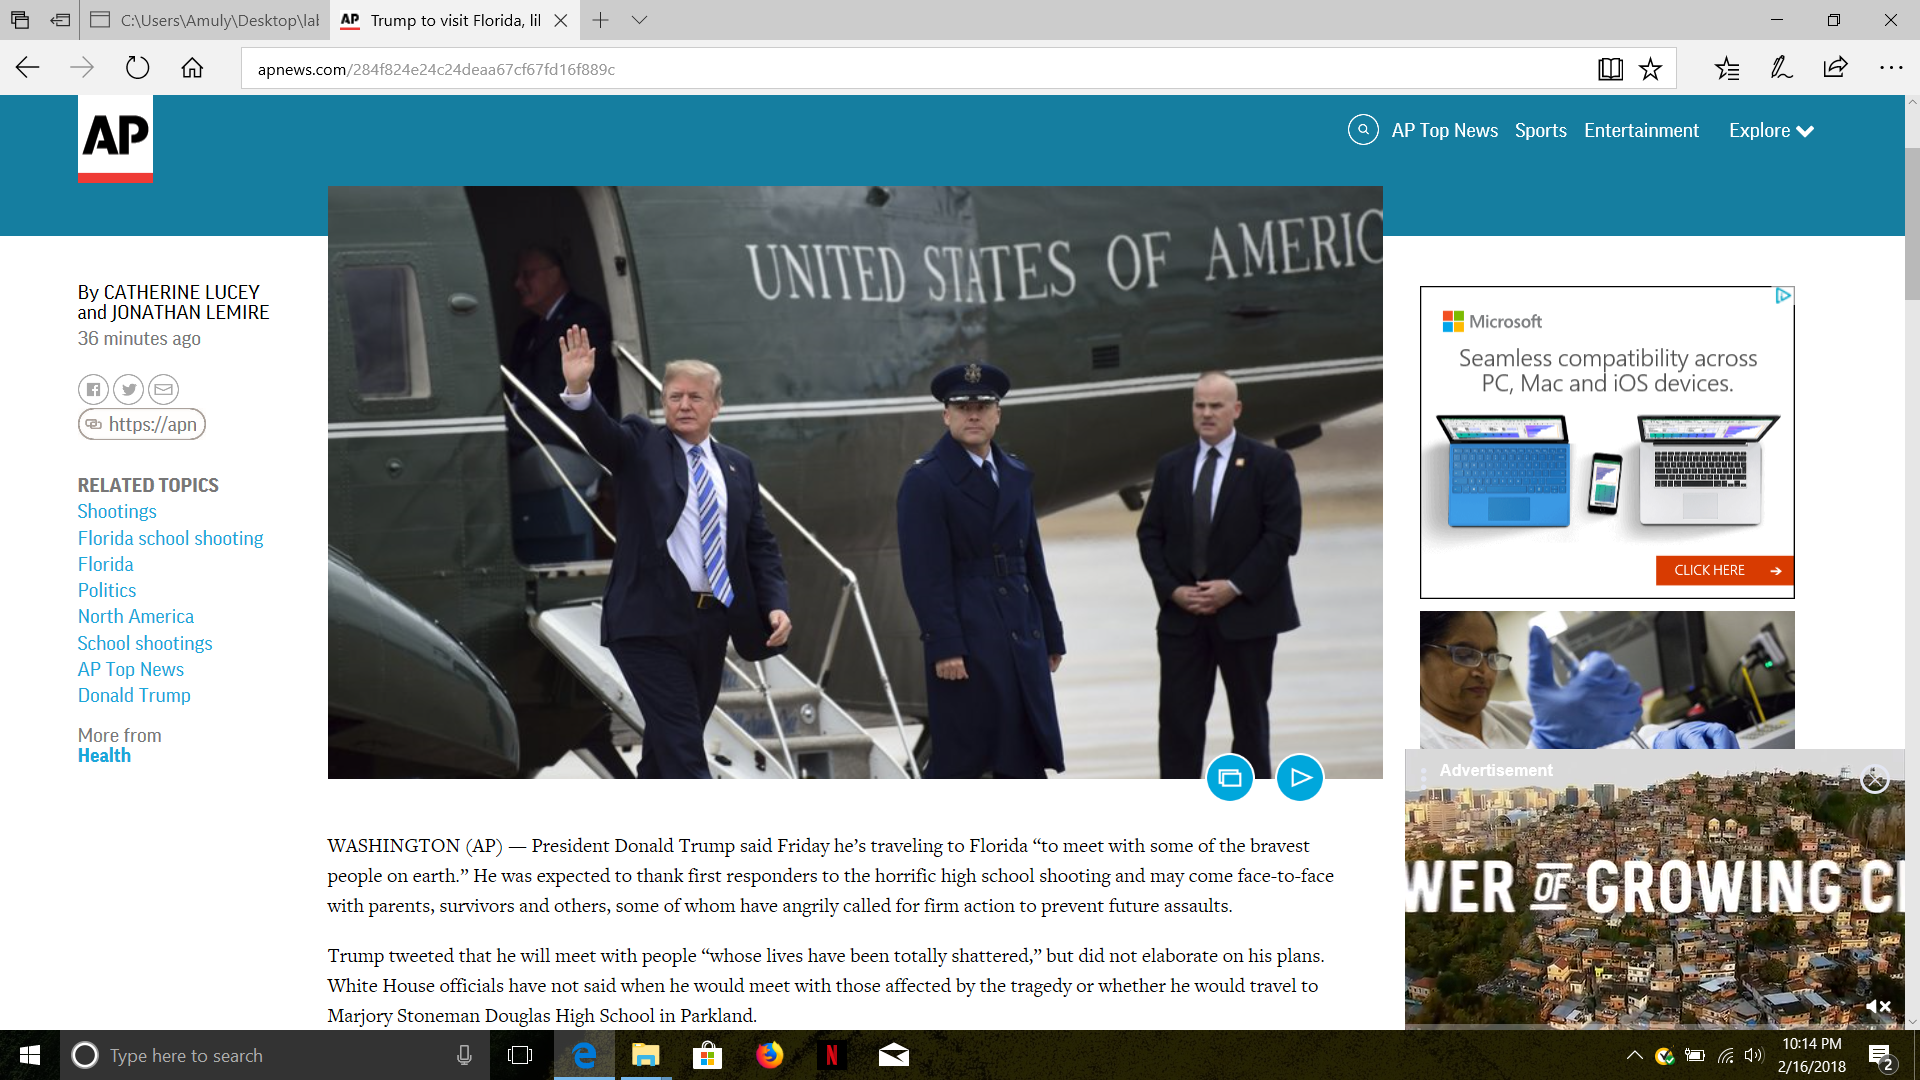 C:\Users\Amuly\Desktop\lal
AP Trump to visit Florida, lil
apnews.com/284f824e24c24deaa67cf67fd16f889c
AP
AP Top News Sports Entertainment Explore
UNITED STATES OF AMERIC
By CATHERINE LUCEY
and JONATHAN LEMIRE
36 minutes ago
https://apn
RELATED TOPICS
Shootings
Florida school shooting
Florida
Politics
North America
School shootings
AP Top News
Donald Trump
More from
Health
Microsoft
Seamless compatibility across
PC, Mac and iOS devices.
CLICK HERE
Advertisement
WER OF GROWING CI
WASHINGTON (AP) — President Donald Trump said Friday he’s traveling to Florida “to meet with some of the bravest
people on earth.” He was expected to thank first responders to the horrific high school shooting and may come face-to-face
with parents, survivors and others, some of whom have angrily called for firm action to prevent future assaults.
Trump tweeted that he will meet with people “whose lives have been totally shattered,” but did not elaborate on his plans.
White House officials have not said when he would meet with those affected by the tragedy or whether he would travel to
Marjory Stoneman Douglas High School in Parkland.
Type here to search
N
10:14 PM
2/16/2018
2